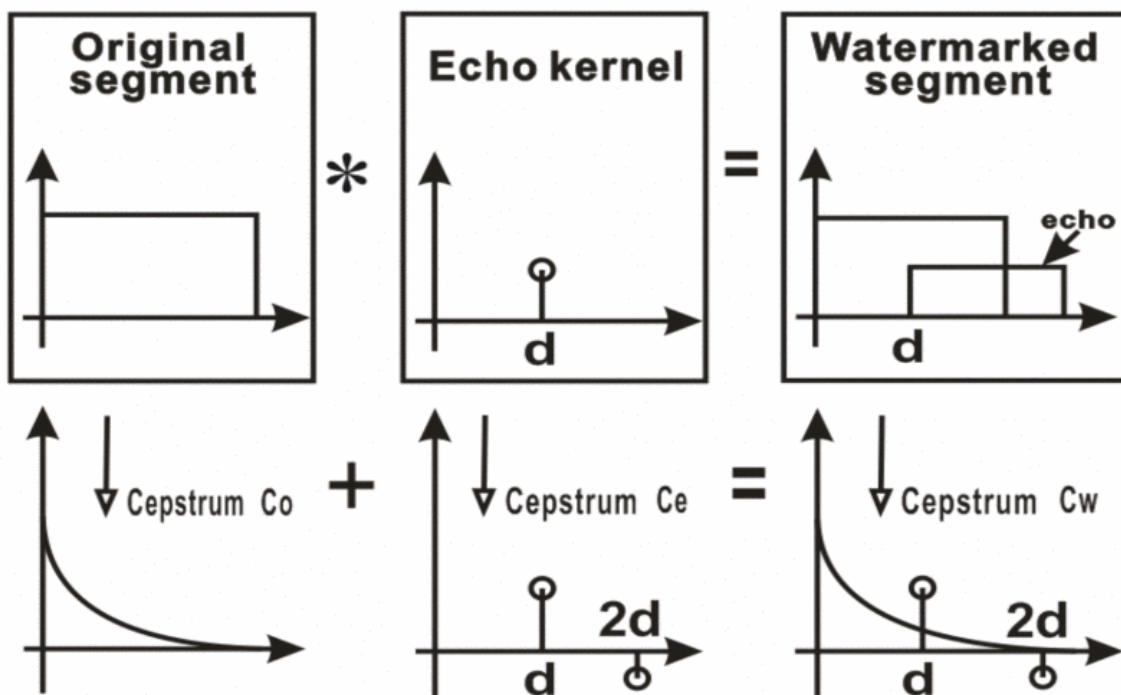 Original
segment
*
Echo kernel
=
Watermarked
segment
echo
d
d
Cepstrum Co
+
Cepstrum Ce
=
Cepstrum Cw
2d
d
2d
d